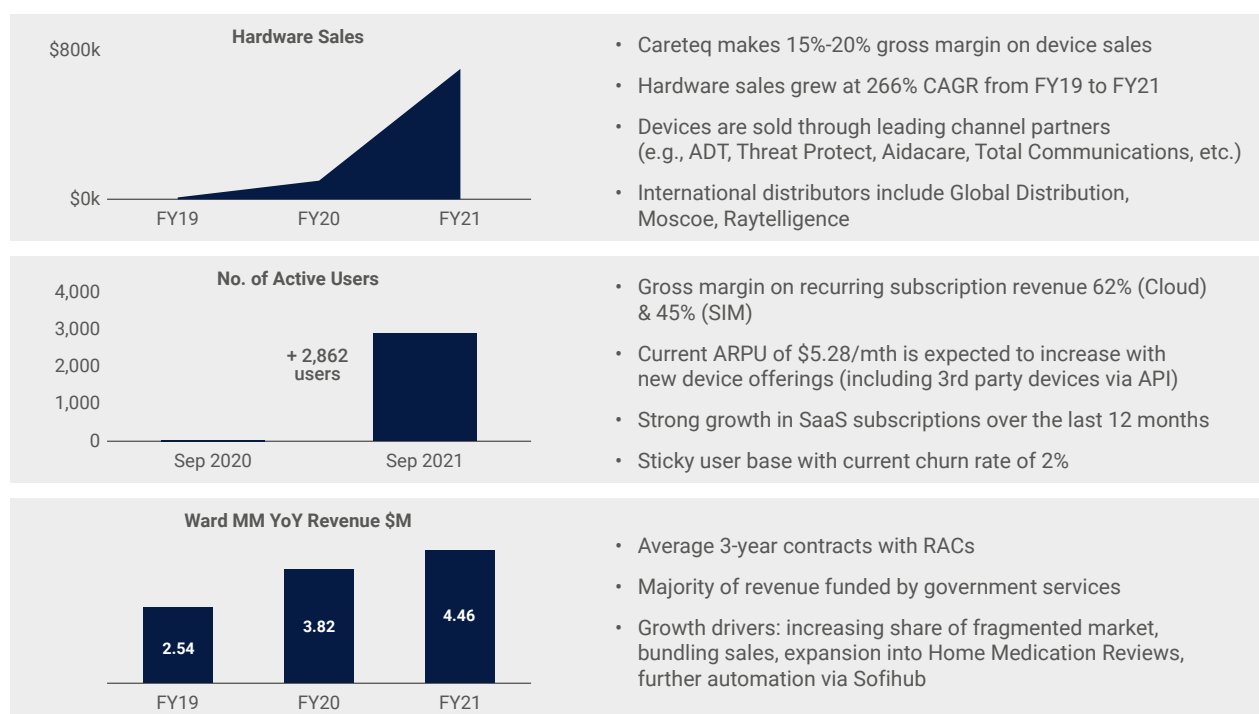 Hardware Sales
$800k
$0k
FY19 FY20 FY21
• Careteq makes 15%-20% gross margin on device sales
• Hardware sales grew at 266% CAGR from FY19 to FY21
• Devices are sold through leading channel partners
(e.g., ADT, Threat Protect, Aidacare, Total Communications, etc.)
• International distributors include Global Distribution,
Moscoe, Raytelligence
No. of Active Users
4,000
3,000
2,000
1,000
0
+ 2,862
users
Sep 2020 Sep 2021
• Gross margin on recurring subscription revenue 62% (Cloud)
& 45% (SIM)
• Current ARPU of $5.28/mth is expected to increase with
new device offerings (including 3rd party devices via API)
• Strong growth in SaaS subscriptions over the last 12 months
• Sticky user base with current churn rate of 2%
Ward MM YoY Revenue $M
2.54
3.82
4.46
FY19 FY20 FY21
• Average 3-year contracts with RACs
• Majority of revenue funded by government services
• Growth drivers: increasing share of fragmented market,
bundling sales, expansion into Home Medication Reviews,
further automation via Sofihub